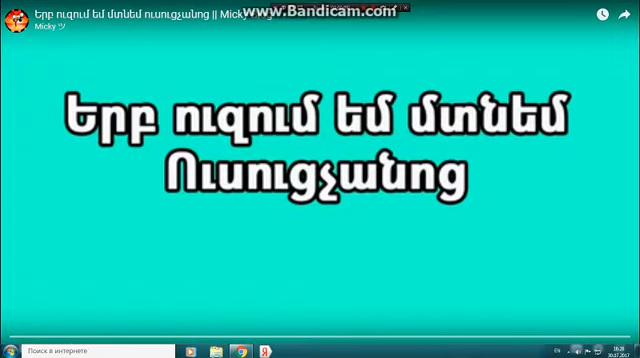 Երբ ուզում եմ մտնեմ ուսուցչանոց || Micky
www.Bandicam.com
Micky ツ
Երբ ուզում եմ մտնեմ
Ուսուցչանոց
Поиск в интернете
EN
16:28
30.07.2017